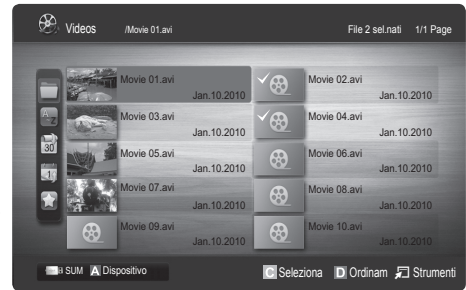 Videos /Movie 01.avi File 2 sel.nati 1/1 Page
Movie 01.avi Movie 02.avi
Jan.10.2010 Jan.10.2010
Movie 03.avi Movie 04.avi
Jan.10.2010 Jan.10.2010
Movie 05.avi Movie 06.avi
Jan.10.2010 Jan.10.2010
Movie 07.avi Movie 08.avi
Jan.10.2010 Jan.10.2010
Movie 09.avi Movie 10.avi
Jan.10.2010 Jan.10.2010
30
1
SUM A Dispositivo C Seleziona D Ordinam Strumenti